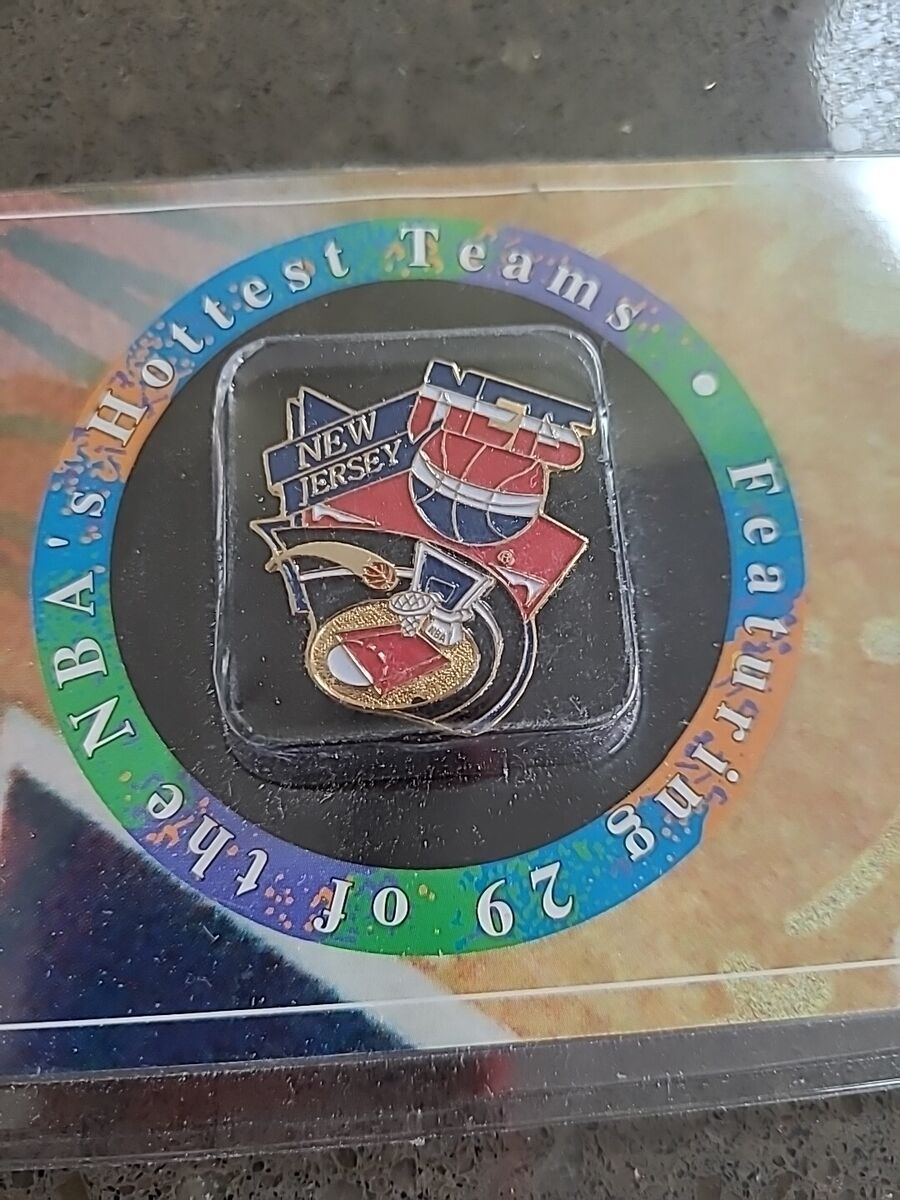 Featuring 29 of the NBA's Hottest Teams •
NEW
JERSEY
NETS
®
NBA